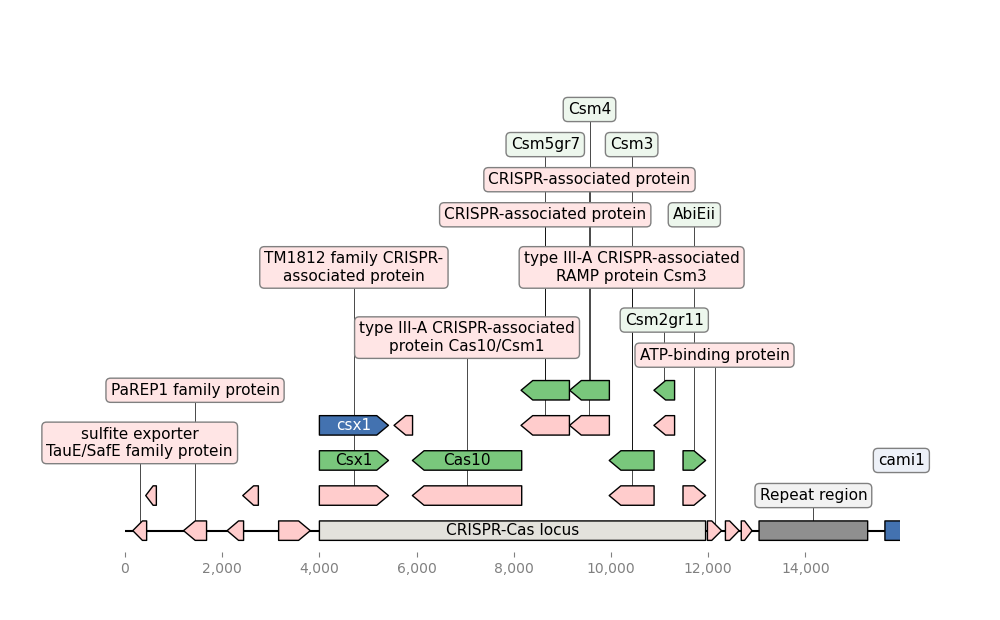 Csm4
Csm5gr7
Csm3
CRISPR-associated protein
CRISPR-associated protein
AbiEii
TM1812 family CRISPR-
associated protein
type III-A CRISPR-associated
RAMP protein Csm3
Csm2gr11
type III-A CRISPR-associated
protein Cas10/Csm1
ATP-binding protein
PaREP1 family protein
csx1
sulfite exporter
TauE/SafE family protein
Csx1
Cas10
cami1
Repeat region
CRISPR-Cas locus
0
2,000
4,000
6,000
8,000
10,000
12,000
14,000